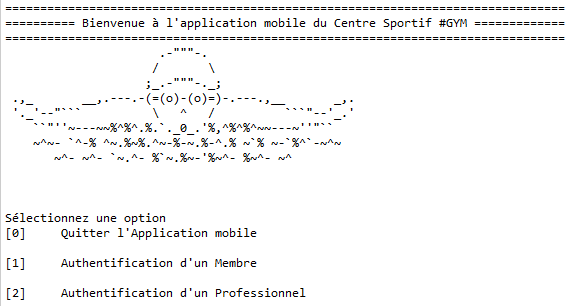 ========== Bienvenue à l'application mobile du Centre Sportif #GYM =============
Sélectionnez une option
[0] Quitter l'Application mobile
[1] Authentification d'un Membre
[2] Authentification d'un Professionnel